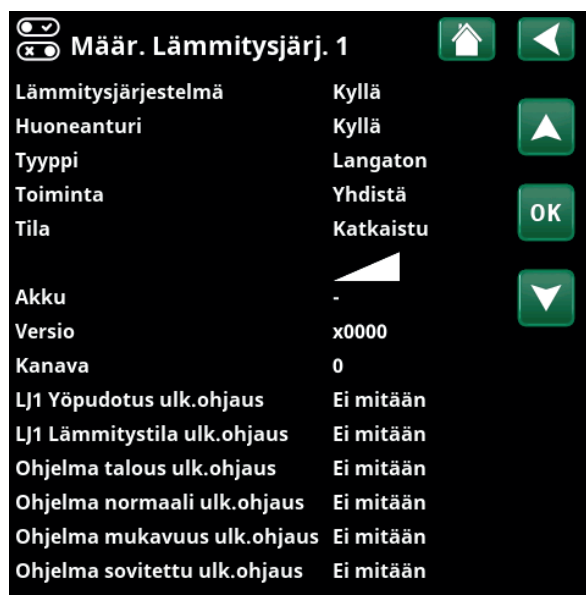 Määr. Lämmitysjärj. 1
Lämmitysjärjestelmä Kyllä
Huoneanturi Kyllä
Tyyppi Langaton
Toiminta Yhdistä
Tila Katkaistu
OK
Akku -
Versio x0000
Kanava 0
LJ1 Yöpudotus ulk.ohjaus Ei mitään
LJ1 Lämmitystila ulk.ohjaus Ei mitään
Ohjelma talous ulk.ohjaus Ei mitään
Ohjelma normaali ulk.ohjaus Ei mitään
Ohjelma mukavuus ulk.ohjaus Ei mitään
Ohjelma sovitettu ulk.ohjaus Ei mitään